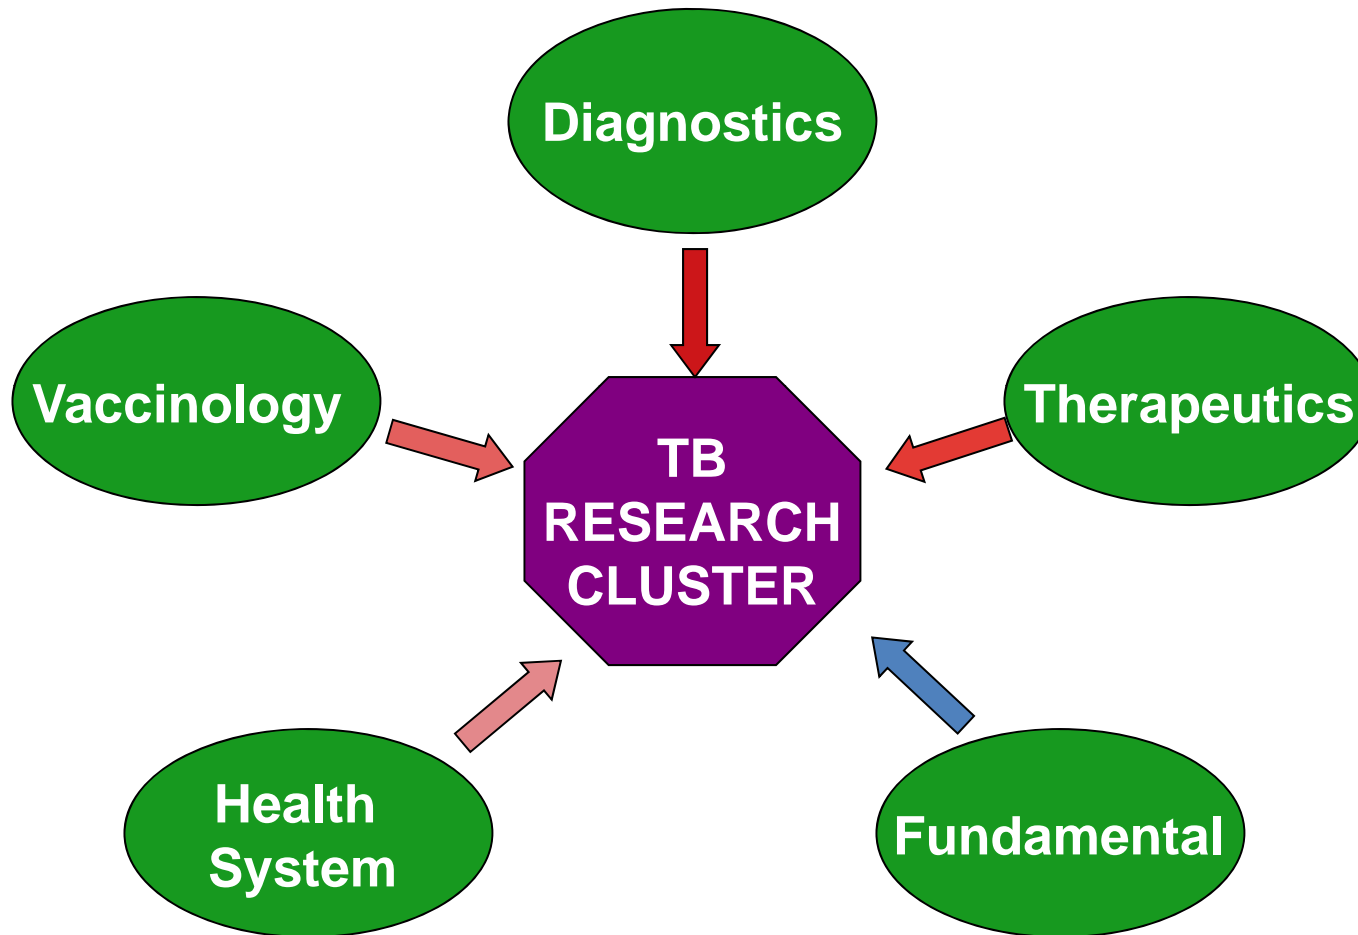 Diagnostics
Vaccinology
Therapeutics
TB
RESEARCH
CLUSTER
Health
System
Fundamental